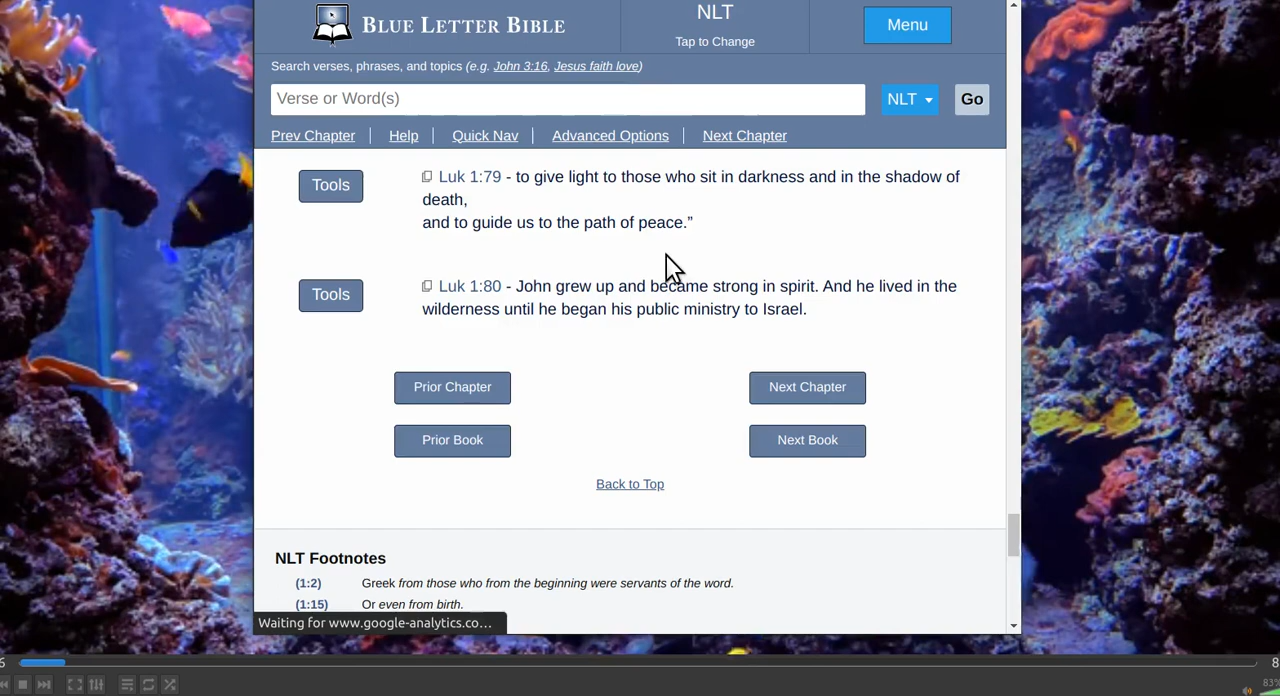 BLUE LETTER BIBLE
NLT
Tap to Change
Menu
Search verses, phrases, and topics (e.g. John 3:16, Jesus faith love)
Verse or Word(s)
NLT
Go
Prev Chapter Help Quick Nav Advanced Options Next Chapter
Tools
Luk 1:79 - to give light to those who sit in darkness and in the shadow of
death,
and to guide us to the path of peace.”
Tools
Luk 1:80 - John grew up and became strong in spirit. And he lived in the
wilderness until he began his public ministry to Israel.
Prior Chapter
Next Chapter
Prior Book
Next Book
Back to Top
NLT Footnotes
(1:2) Greek from those who from the beginning were servants of the word.
(1:15) Or even from birth.
Waiting for www.google-analytics.co...
6
8
83%